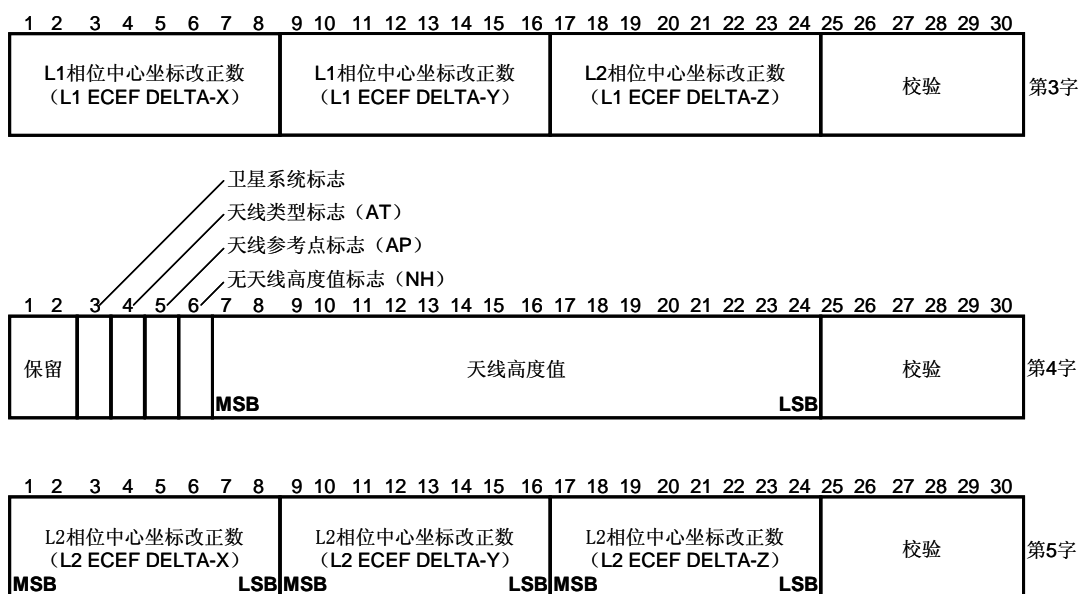 1 2 3 4 5 6 7 8 9 10 11 12 13 14 15 16 17 18 19 20 21 22 23 24 25 26 27 28 29 30
L1相位中心坐标改正数 L1相位中心坐标改正数 L2相位中心坐标改正数
（L1 ECEF DELTA-X） （L1 ECEF DELTA-Y） （L1 ECEF DELTA-Z） 校验 第3字
卫星系统标志
天线类型标志（AT）
天线参考点标志（AP）
无天线高度值标志（NH）
1 2 3 4 5 6 7 8 9 10 11 12 13 14 15 16 17 18 19 20 21 22 23 24 25 26 27 28 29 30
保留 天线高度值 校验 第4字
MSB LSB
1 2 3 4 5 6 7 8 9 10 11 12 13 14 15 16 17 18 19 20 21 22 23 24 25 26 27 28 29 30
L2相位中心坐标改正数 L2相位中心坐标改正数 L2相位中心坐标改正数
（L2 ECEF DELTA-X） （L2 ECEF DELTA-Y） （L2 ECEF DELTA-Z） 校验 第5字
MSB LSB MSB LSB MSB LSB